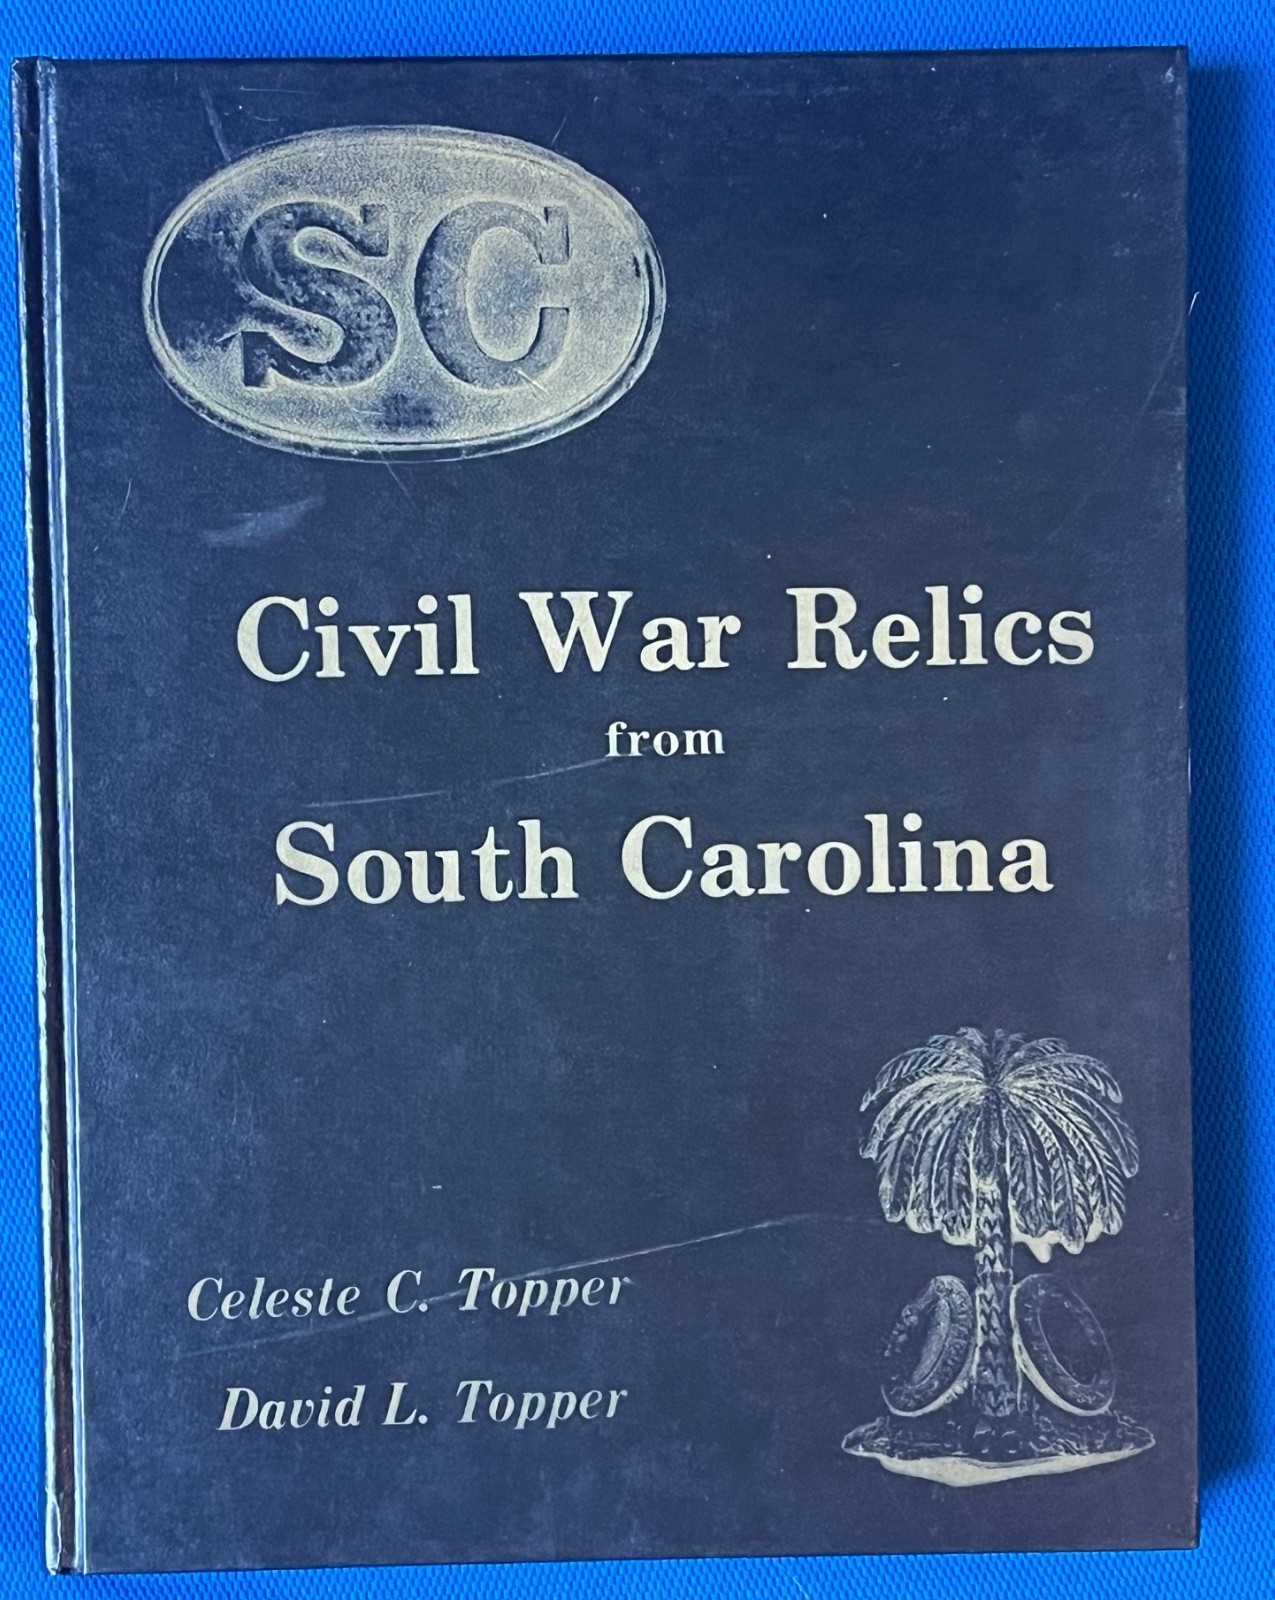 SC
Civil War Relics
from
South Carolina
Celeste C. Topper
David L. Topper